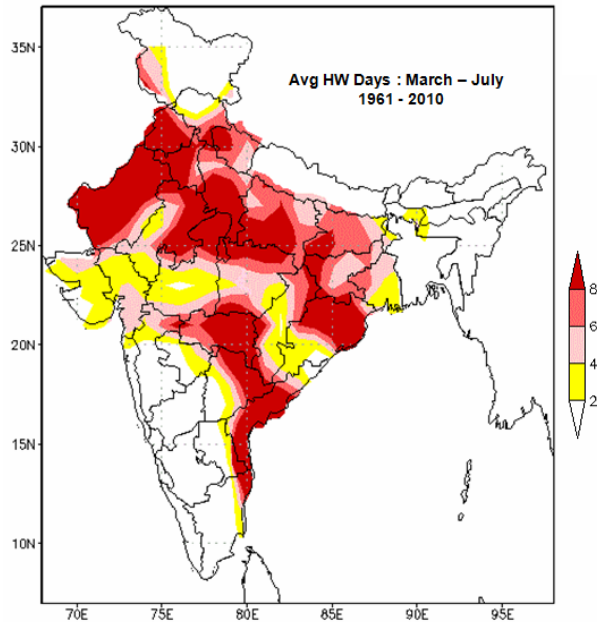 Avg HW Days : March – July
1961 - 2010
35N
30N
25N
20N
15N
10N
8
6
4
2
70E 75E 80E 85E 90E 95E